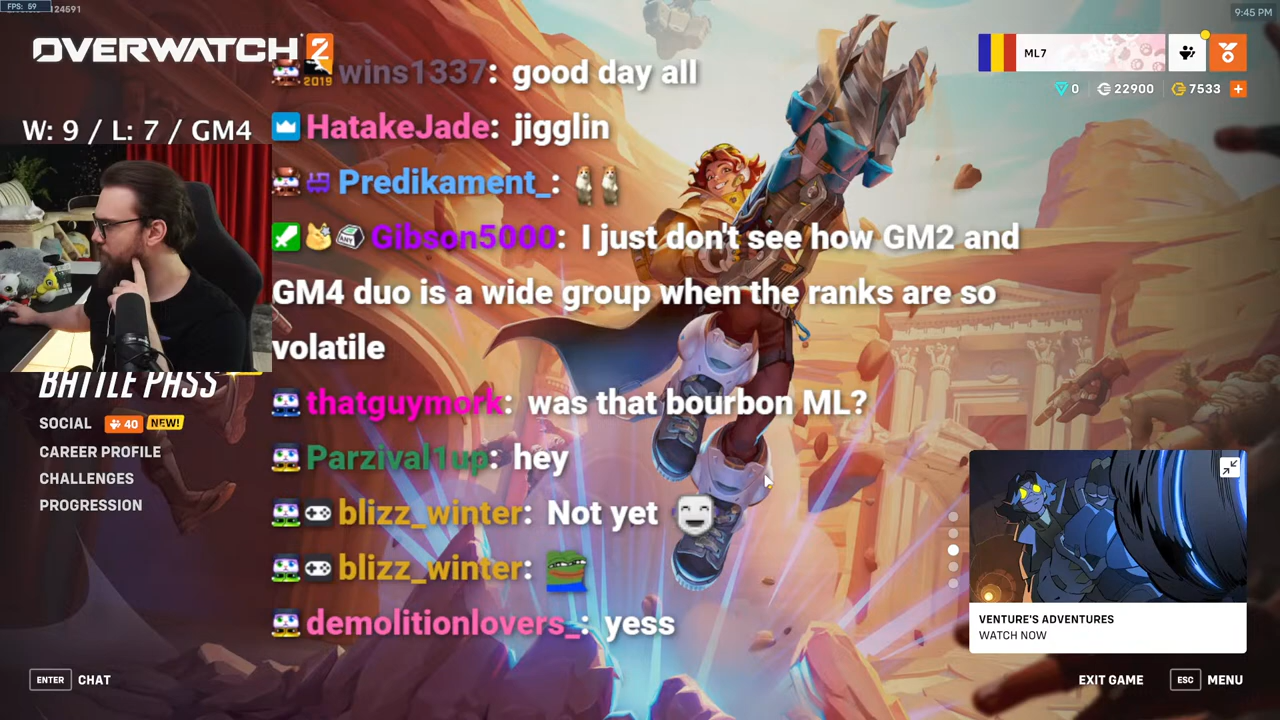 FPS: 59
124591
9:45 PM
OVERWATCH 2
ML7
0 22900 7533 +
2019 wins1337: good day all
W: 9 / L: 7 / GM4
HatakeJade: jigglin
Predikament_:
ANY Gibson5000: I just don't see how GM2 and
GM4 duo is a wide group when the ranks are so
volatile
BATTLE PASS
thatguymork: was that bourbon ML?
SOCIAL 40 NEW!
CAREER PROFILE
Parzival1up: hey
CHALLENGES
PROGRESSION
blizz_winter: Not yet
blizz_winter:
demolitionlovers_: yess
VENTURE'S ADVENTURES
WATCH NOW
ENTER CHAT
EXIT GAME
ESC MENU